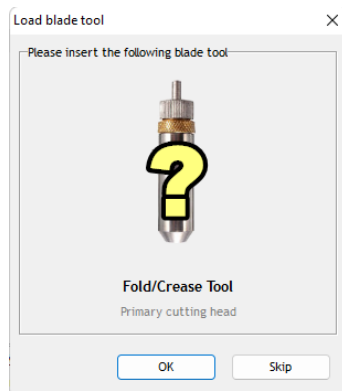 Load blade tool
Please insert the following blade tool
?
Fold/Crease Tool
Primary cutting head
OK
Skip